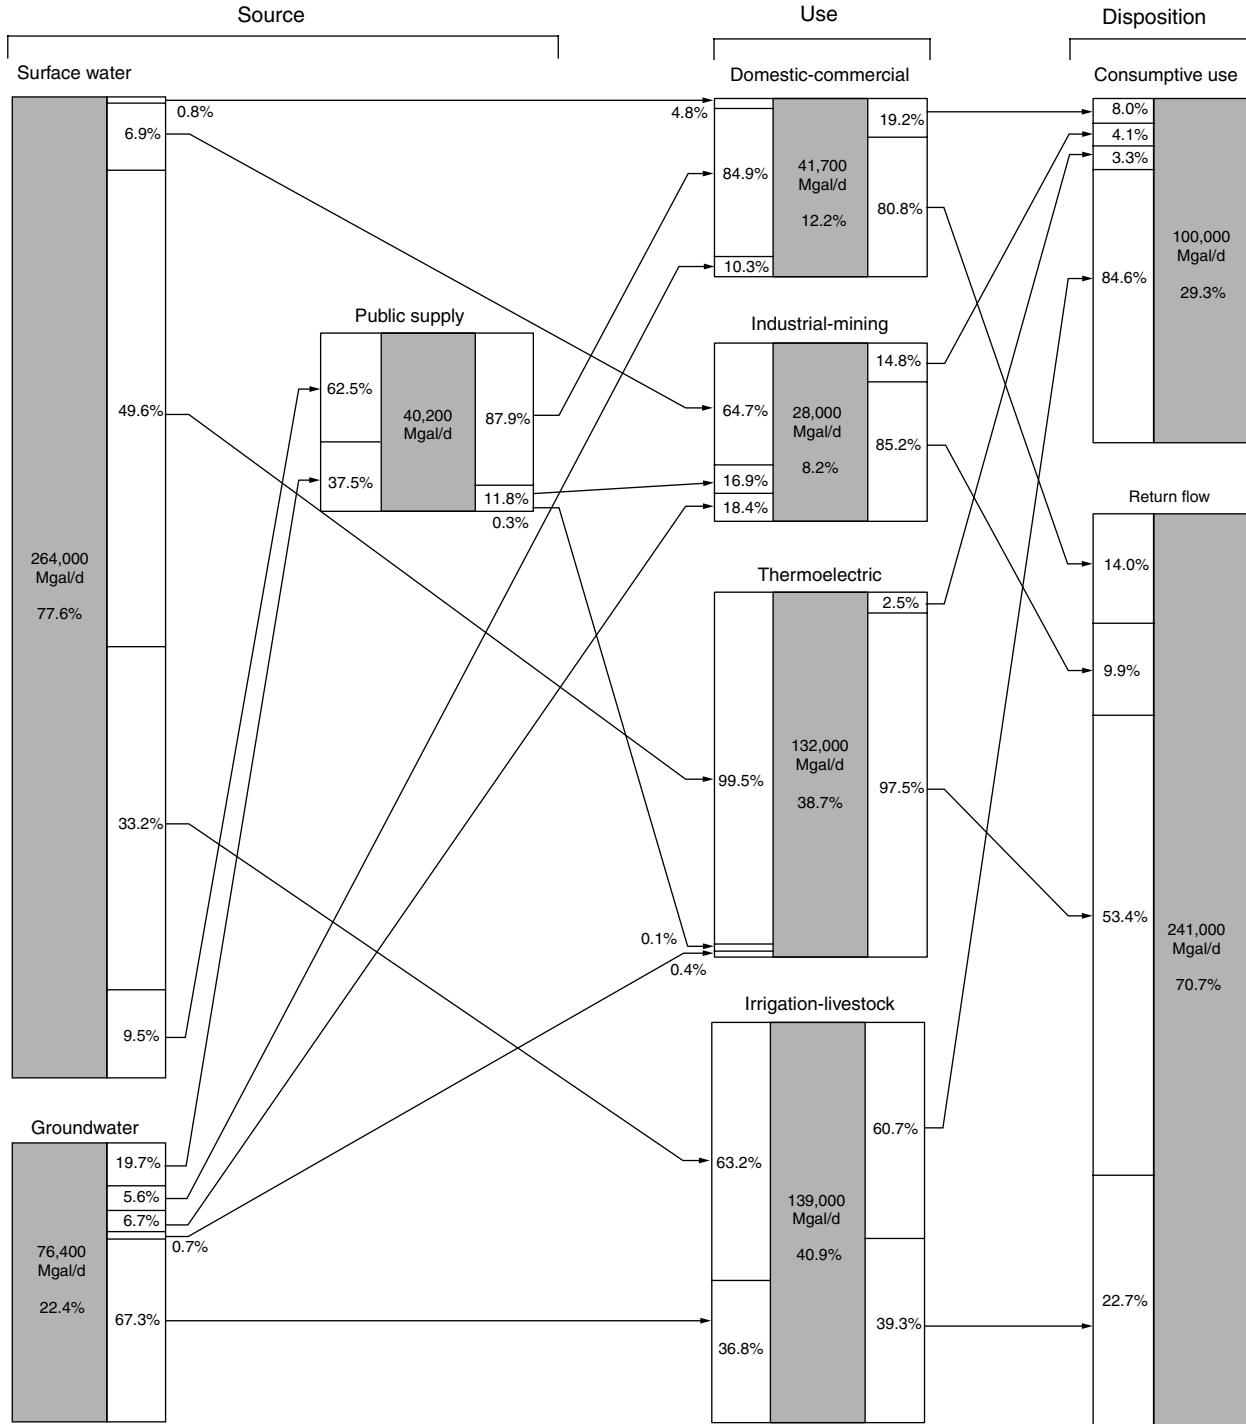 Source
Use
Disposition
Surface water
0.8%
6.9%
49.6%
264,000
Mgal/d
77.6%
33.2%
9.5%
Groundwater
19.7%
5.6%
6.7%
0.7%
76,400
Mgal/d
22.4%
67.3%
Public supply
62.5%
40,200
Mgal/d
87.9%
37.5%
11.8%
0.3%
Domestic-commercial
4.8%
19.2%
84.9%
41,700
Mgal/d
12.2%
80.8%
10.3%
Industrial-mining
14.8%
64.7%
28,000
Mgal/d
8.2%
85.2%
16.9%
18.4%
Thermoelectric
2.5%
132,000
Mgal/d
38.7%
99.5%
97.5%
0.1%
0.4%
Irrigation-livestock
60.7%
63.2%
139,000
Mgal/d
40.9%
39.3%
36.8%
Consumptive use
8.0%
4.1%
3.3%
100,000
Mgal/d
29.3%
84.6%
Return flow
14.0%
9.9%
53.4%
241,000
Mgal/d
70.7%
22.7%